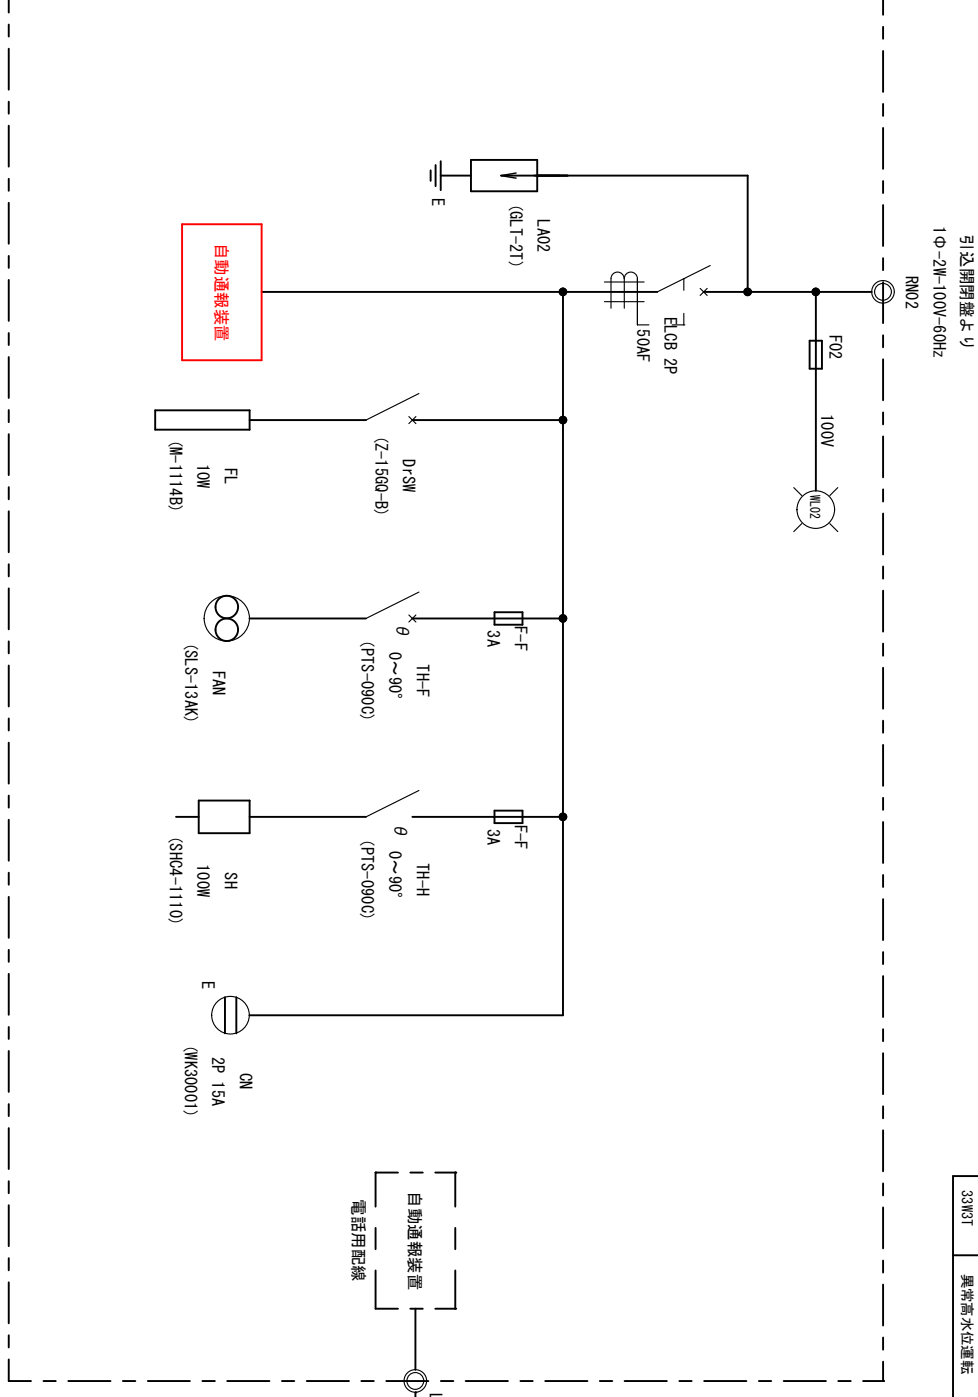 引込開閉盤より
1Φ-2W-100V-60Hz
RN02
F02
100V
WL02
LA02
(GLT-2T)
E
ELCB 2P
50AF
自動通報装置
DrSW
(Z-15GQ-B)
FL
10W
(M-1114B)
F-F
3A
TH-F
θ 0～90°
(PTS-090C)
FAN
(SLS-13AK)
F-F
3A
TH-H
θ 0～90°
(PTS-090C)
SH
100W
(SHC4-1110)
CN
2P 15A
(WK30001)
E
自動通報装置
電話用配線
L
33W3T 異常高水位運転